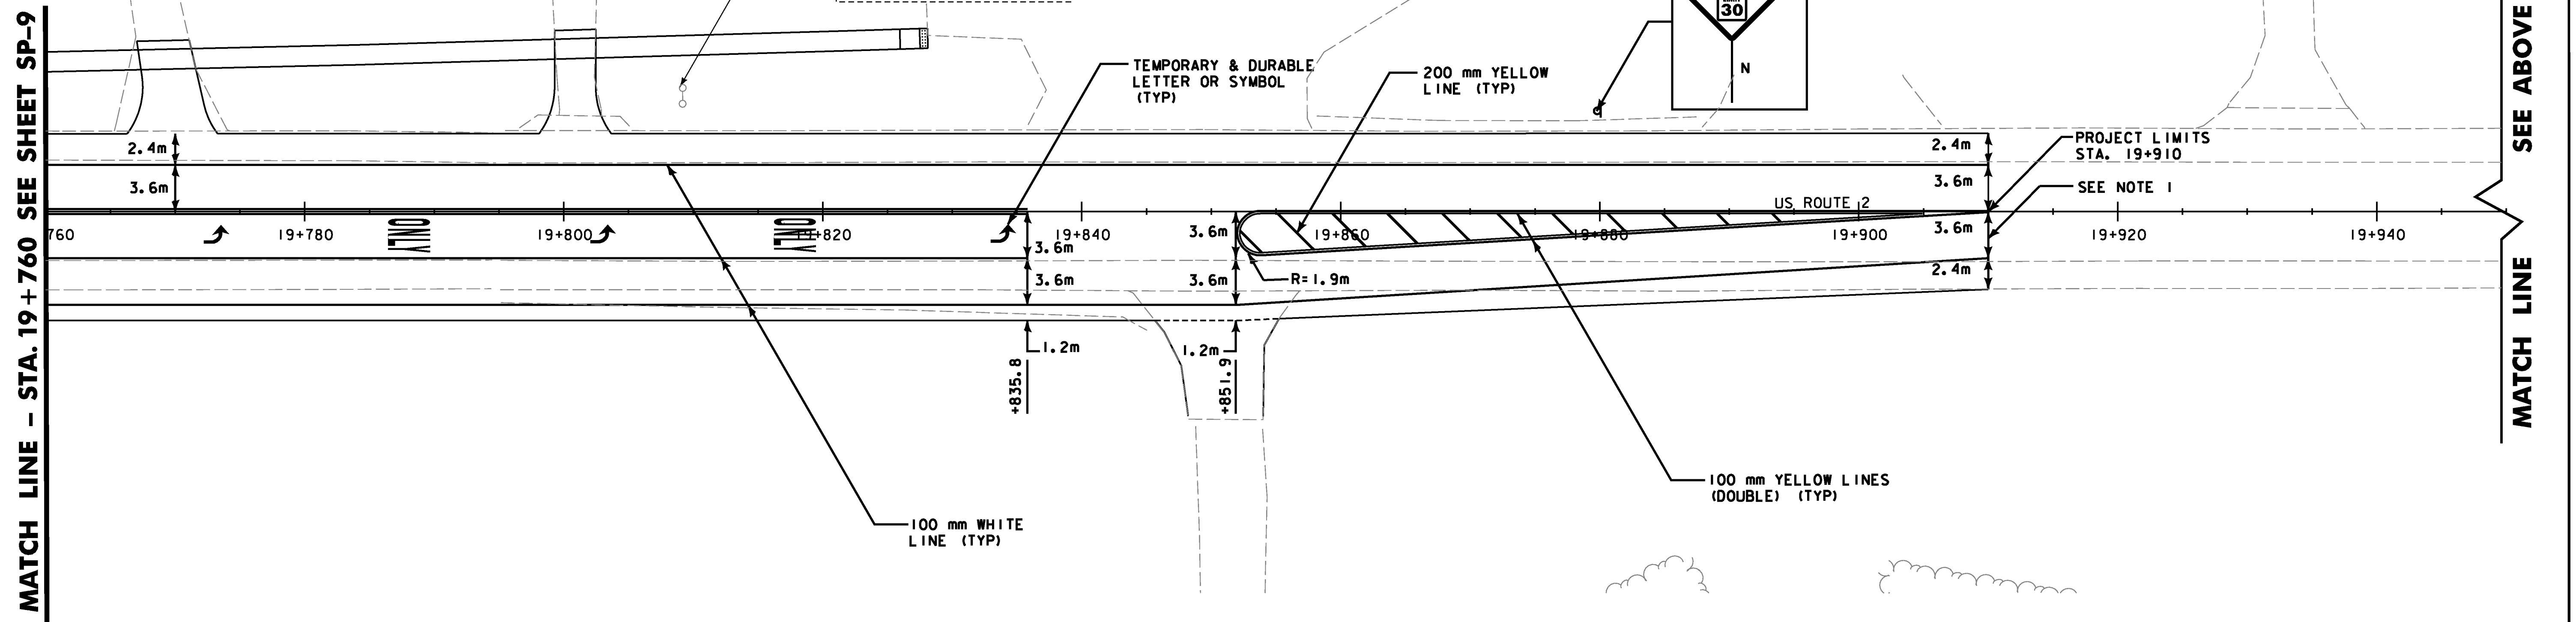 MATCH LINE – STA. 19+760 SEE SHEET SP-9
30
N
TEMPORARY & DURABLE
LETTER OR SYMBOL
(TYP)
200 mm YELLOW
LINE (TYP)
PROJECT LIMITS
STA. 19+910
SEE NOTE 1
2.4m
3.6m
2.4m
3.6m
US ROUTE 2
760
19+780
ONLY
19+800
ONLY
19+820
19+840
19+860
19+880
19+900
19+920
19+940
3.6m
3.6m
3.6m
3.6m
3.6m
2.4m
R=1.9m
1.2m
1.2m
+835.8
+851.9
100 mm WHITE
LINE (TYP)
100 mm YELLOW LINES
(DOUBLE) (TYP)
MATCH LINE SEE ABOVE